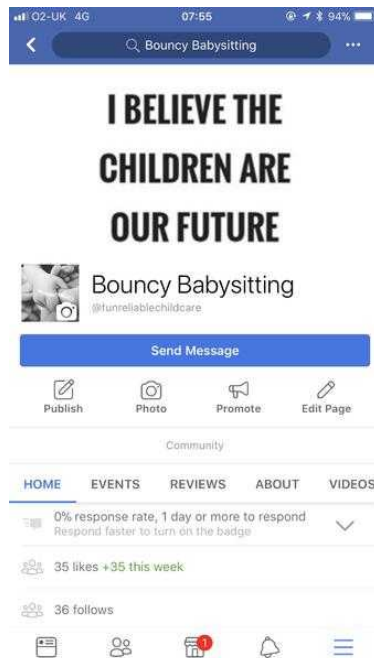 O2-UK 4G 07:55 94%
Bouncy Babysitting
I BELIEVE THE
CHILDREN ARE
OUR FUTURE
Bouncy Babysitting
@funreliablechildcare
Send Message
Publish Photo Promote Edit Page
Community
HOME EVENTS REVIEWS ABOUT VIDEOS
0% response rate, 1 day or more to respond
Respond faster to turn on the badge
35 likes +35 this week
36 follows
1